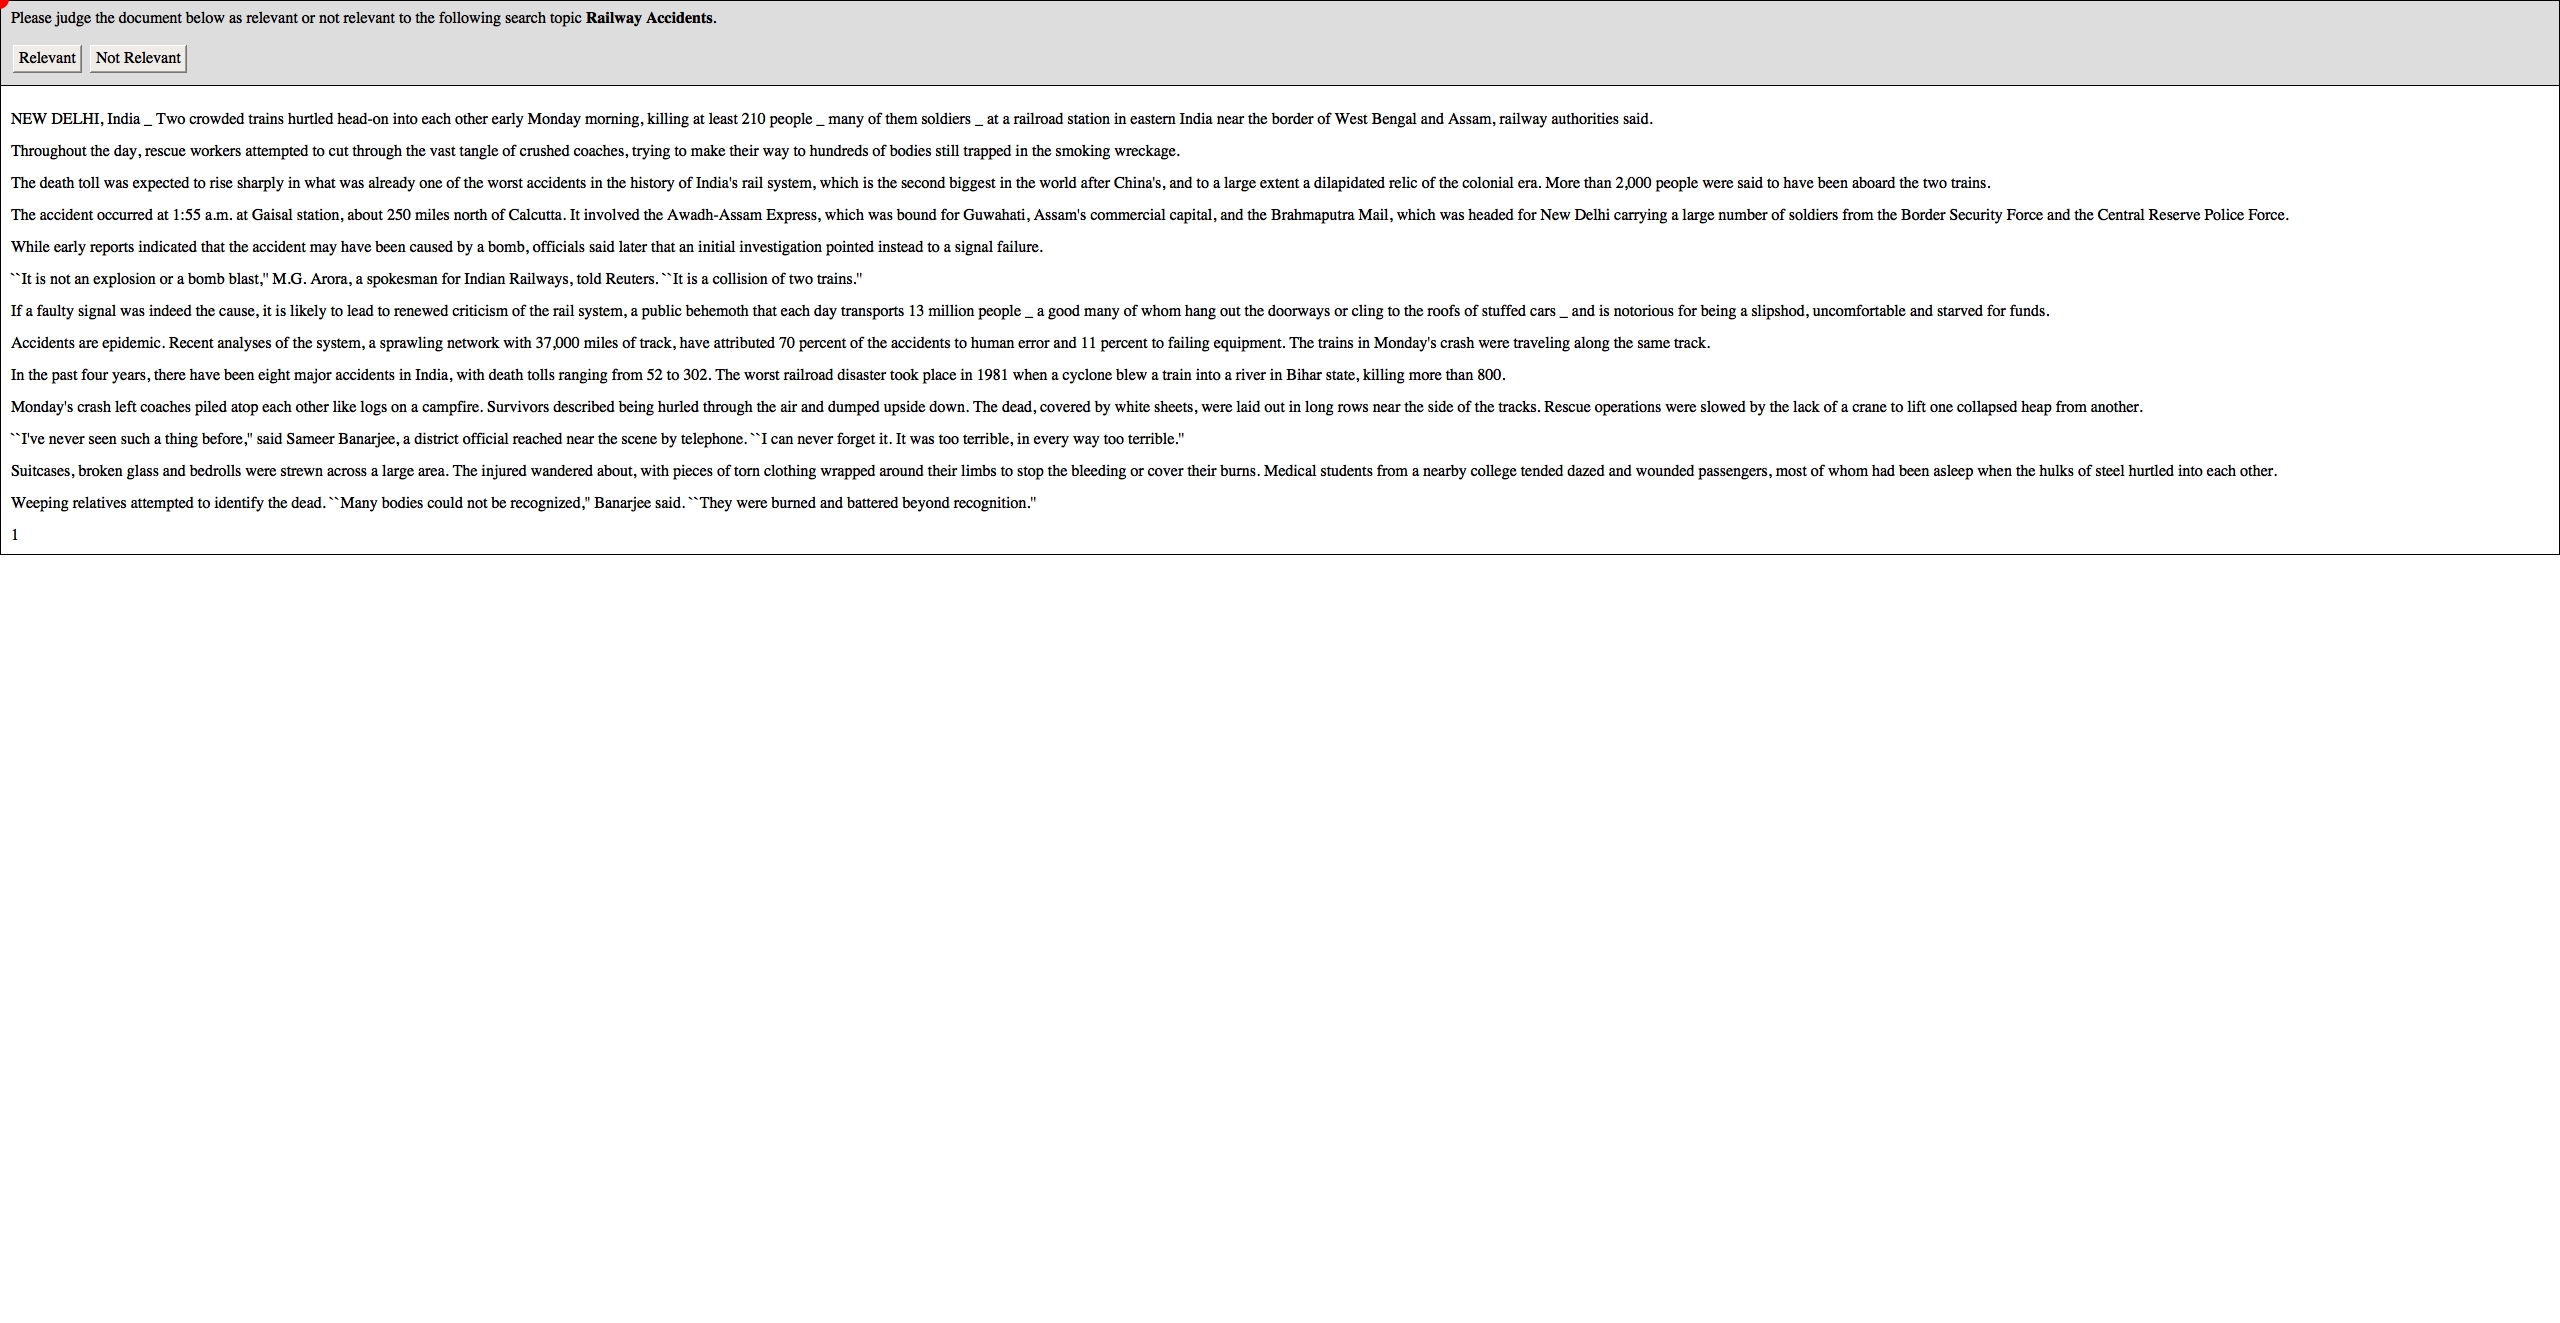 Please judge the document below as relevant or not relevant to the following search topic Railway Accidents.
Relevant Not Relevant
NEW DELHI, India _ Two crowded trains hurtled head-on into each other early Monday morning, killing at least 210 people _ many of them soldiers _ at a railroad station in eastern India near the border of West Bengal and Assam, railway authorities said.
Throughout the day, rescue workers attempted to cut through the vast tangle of crushed coaches, trying to make their way to hundreds of bodies still trapped in the smoking wreckage.
The death toll was expected to rise sharply in what was already one of the worst accidents in the history of India's rail system, which is the second biggest in the world after China's, and to a large extent a dilapidated relic of the colonial era. More than 2,000 people were said to have been aboard the two trains.
The accident occurred at 1:55 a.m. at Gaisal station, about 250 miles north of Calcutta. It involved the Awadh-Assam Express, which was bound for Guwahati, Assam's commercial capital, and the Brahmaputra Mail, which was headed for New Delhi carrying a large number of soldiers from the Border Security Force and the Central Reserve Police Force.
While early reports indicated that the accident may have been caused by a bomb, officials said later that an initial investigation pointed instead to a signal failure.
``It is not an explosion or a bomb blast,'' M.G. Arora, a spokesman for Indian Railways, told Reuters. ``It is a collision of two trains.''
If a faulty signal was indeed the cause, it is likely to lead to renewed criticism of the rail system, a public behemoth that each day transports 13 million people _ a good many of whom hang out the doorways or cling to the roofs of stuffed cars _ and is notorious for being a slipshod, uncomfortable and starved for funds.
Accidents are epidemic. Recent analyses of the system, a sprawling network with 37,000 miles of track, have attributed 70 percent of the accidents to human error and 11 percent to failing equipment. The trains in Monday's crash were traveling along the same track.
In the past four years, there have been eight major accidents in India, with death tolls ranging from 52 to 302. The worst railroad disaster took place in 1981 when a cyclone blew a train into a river in Bihar state, killing more than 800.
Monday's crash left coaches piled atop each other like logs on a campfire. Survivors described being hurled through the air and dumped upside down. The dead, covered by white sheets, were laid out in long rows near the side of the tracks. Rescue operations were slowed by the lack of a crane to lift one collapsed heap from another.
``I've never seen such a thing before,'' said Sameer Banarjee, a district official reached near the scene by telephone. ``I can never forget it. It was too terrible, in every way too terrible.''
Suitcases, broken glass and bedrolls were strewn across a large area. The injured wandered about, with pieces of torn clothing wrapped around their limbs to stop the bleeding or cover their burns. Medical students from a nearby college tended dazed and wounded passengers, most of whom had been asleep when the hulks of steel hurtled into each other.
Weeping relatives attempted to identify the dead. ``Many bodies could not be recognized,'' Banarjee said. ``They were burned and battered beyond recognition.''
1